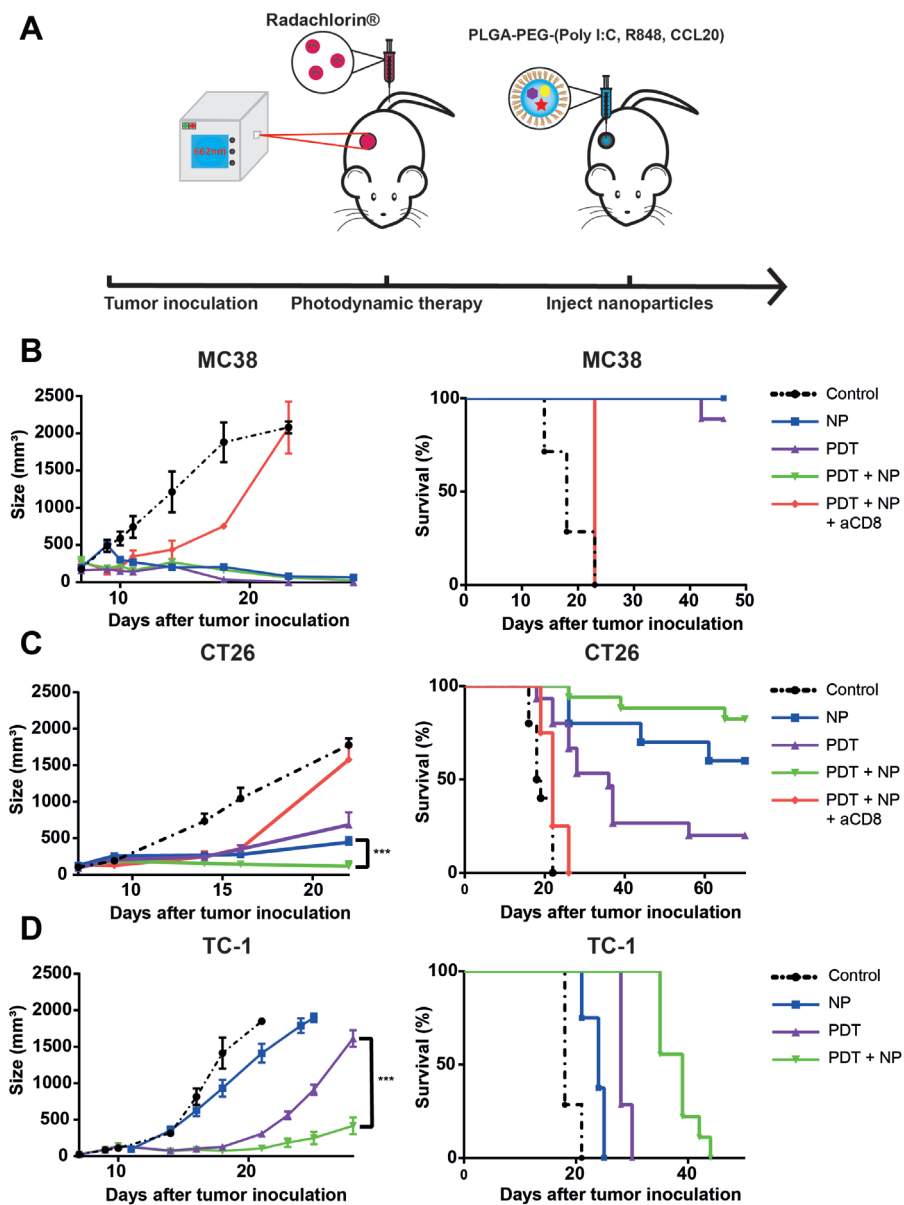 A
Radachlorin®
PLGA-PEG-(Poly I:C, R848, CCL20)
662nm
Tumor inoculation
Photodynamic therapy
Inject nanoparticles
B
MC38
Size (mm³)
2500
2000
1500
1000
500
0
10
20
Days after tumor inoculation
MC38
Survival (%)
100
50
0
0
10
20
30
40
50
Days after tumor inoculation
Control
NP
PDT
PDT + NP
PDT + NP
+ aCD8
C
CT26
Size (mm³)
2500
2000
1500
1000
500
0
10
15
20
***
Days after tumor inoculation
CT26
Survival (%)
100
50
0
0
20
40
60
Days after tumor inoculation
Control
NP
PDT
PDT + NP
PDT + NP
+ aCD8
D
TC-1
Size (mm³)
2500
2000
1500
1000
500
0
10
20
***
Days after tumor inoculation
TC-1
Survival (%)
100
50
0
0
20
40
Days after tumor inoculation
Control
NP
PDT
PDT + NP